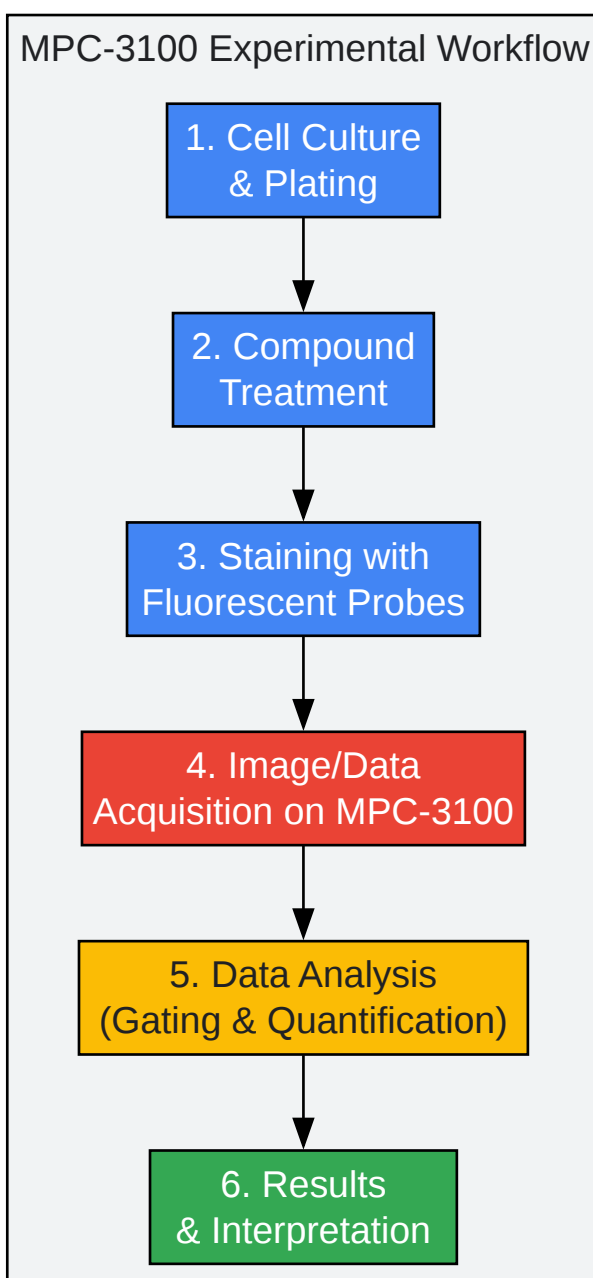 MPC-3100 Experimental Workflow
1. Cell Culture
& Plating
2. Compound
Treatment
3. Staining with
Fluorescent Probes
4. Image/Data
Acquisition on MPC-3100
5. Data Analysis
(Gating & Quantification)
6. Results
& Interpretation